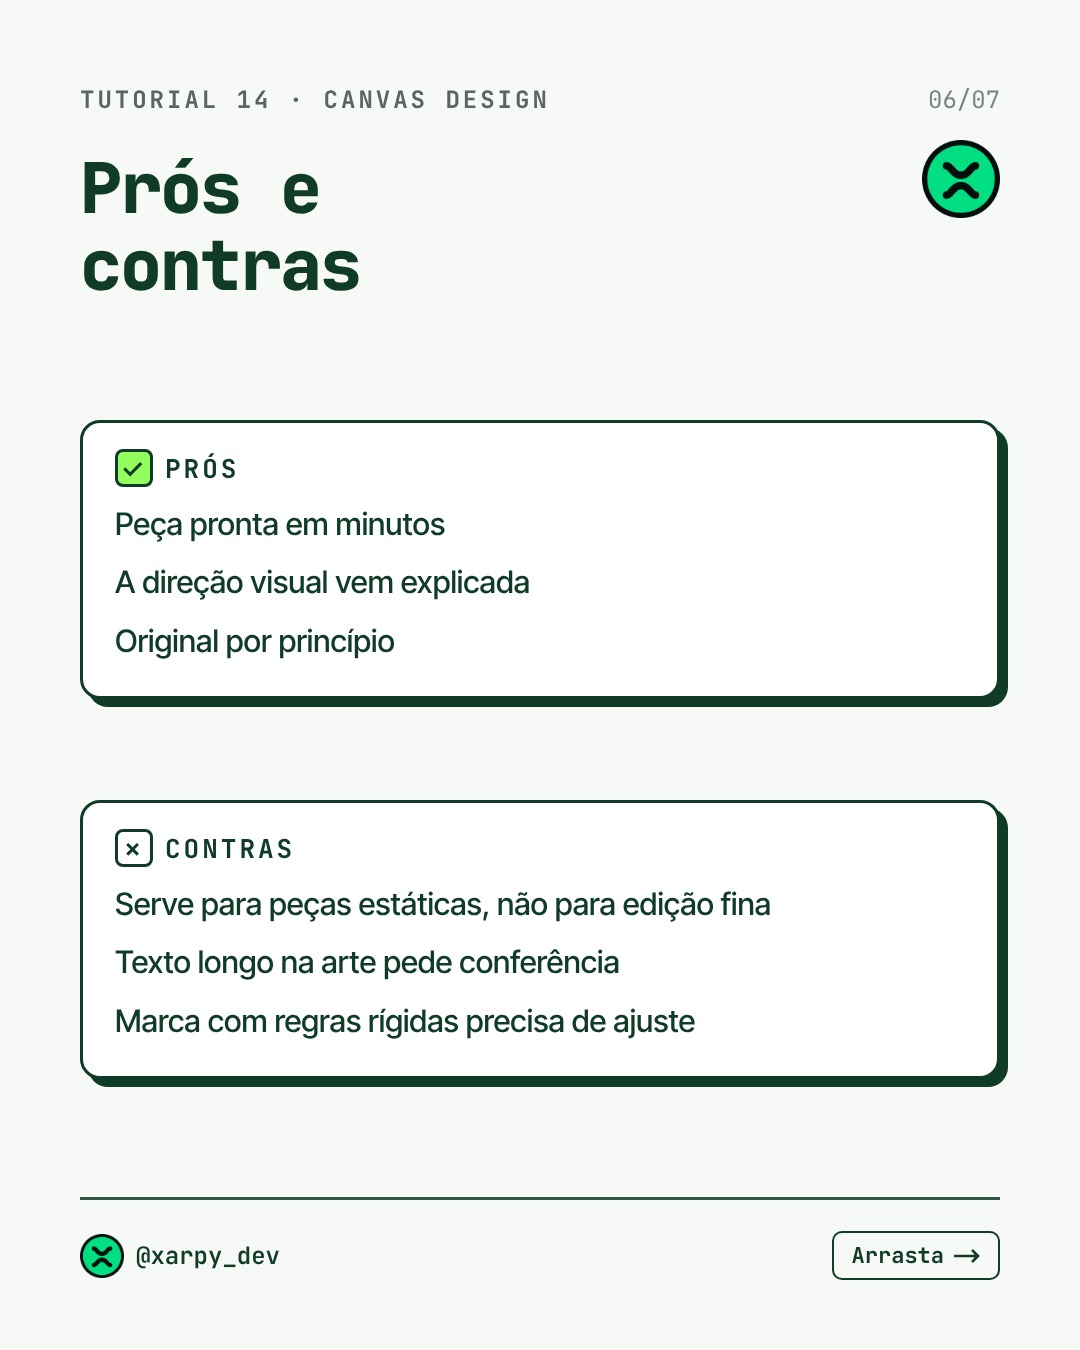 TUTORIAL 14 · CANVAS DESIGN
06/07
Prós e
contras
PRÓS
Peça pronta em minutos
A direção visual vem explicada
Original por princípio
CONTRAS
Serve para peças estáticas, não para edição fina
Texto longo na arte pede conferência
Marca com regras rígidas precisa de ajuste
@xarpy_dev
Arrasta →